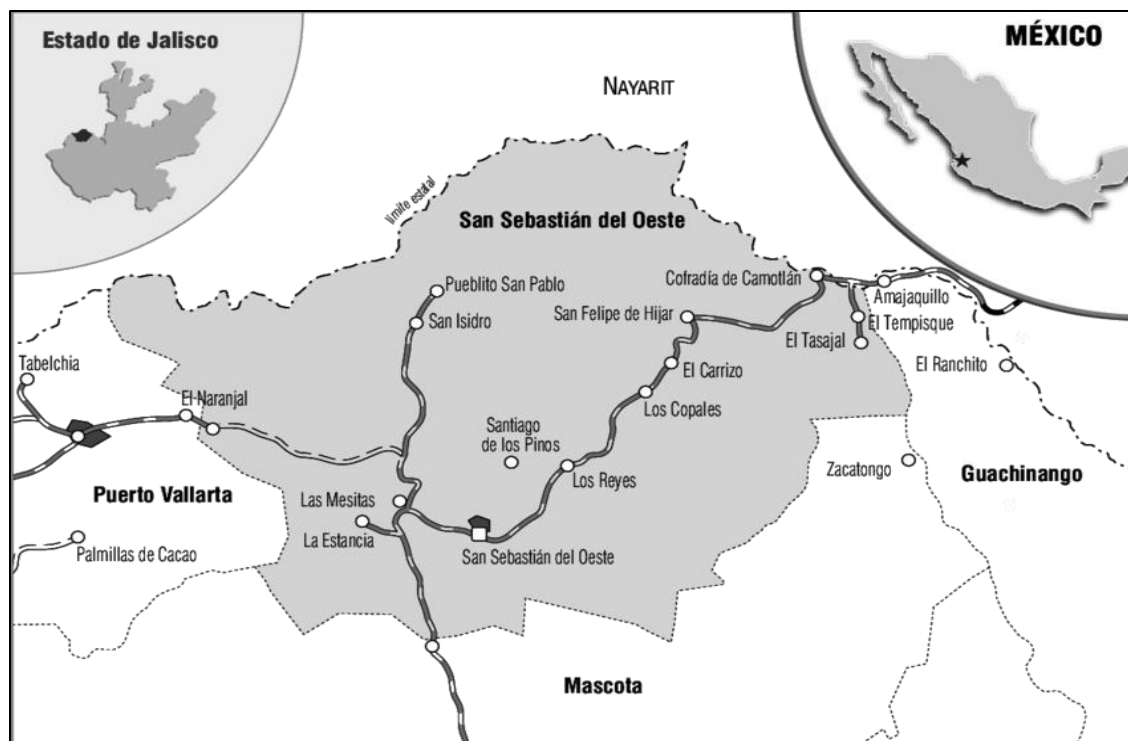 Estado de Jalisco
MÉXICO
NAYARIT
límite estatal
San Sebastián del Oeste
Cofradía de Camotlán
Pueblito San Pablo
Amajaquillo
San Felipe de Hijar
San Isidro
El Tempisque
El Tasajal
Tabelchia
El Carrizo
El Ranchito
El Naranjal
Los Copales
Santiago
de los Pinos
Zacatongo
Guachinango
Los Reyes
Puerto Vallarta
Las Mesitas
La Estancia
Palmillas de Cacao
San Sebastián del Oeste
Mascota